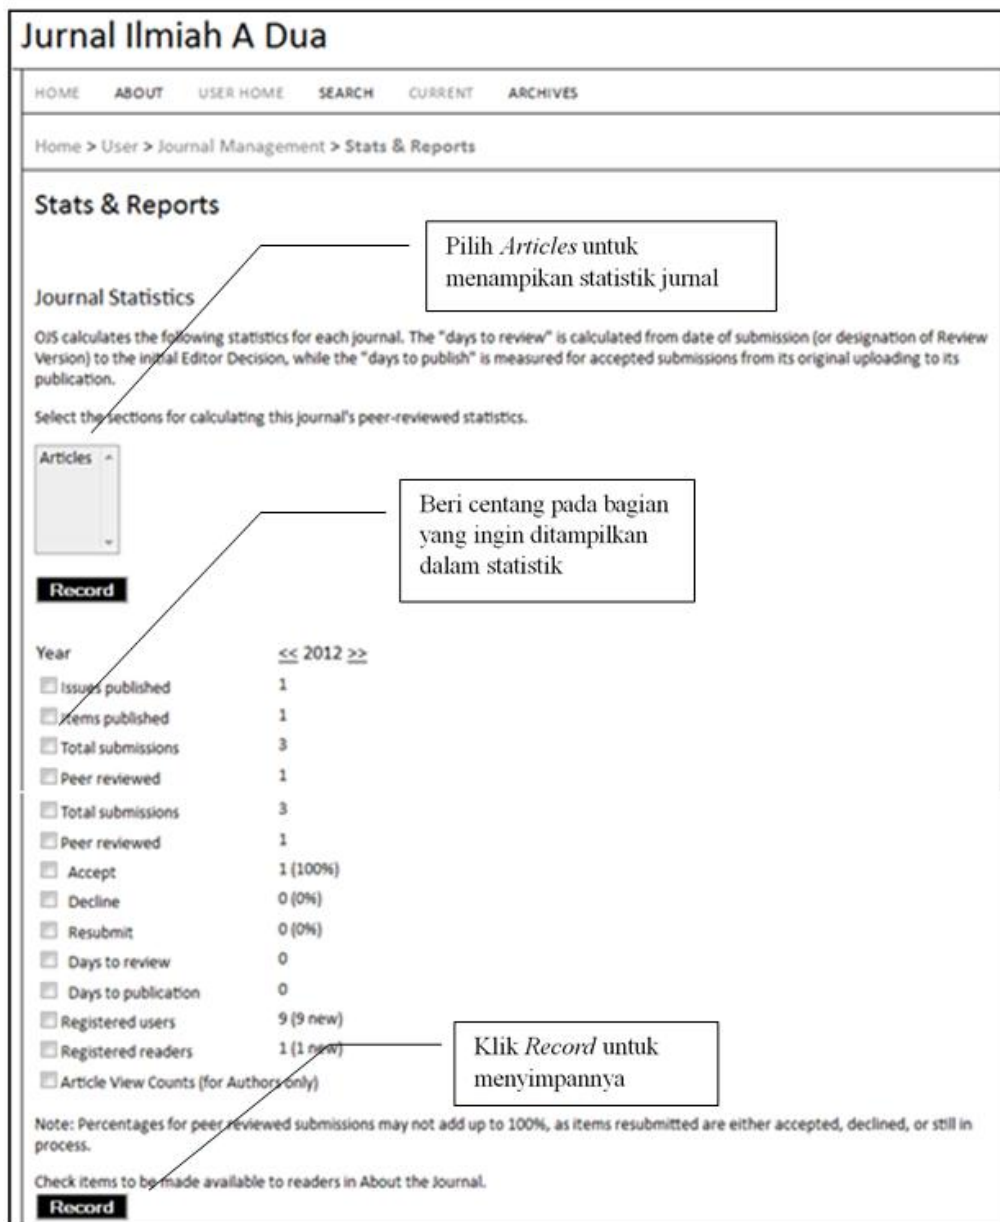 Jurnal Ilmiah A Dua
HOME ABOUT USER HOME SEARCH CURRENT ARCHIVES
Home > User > Journal Management > Stats & Reports
Stats & Reports
Pilih Articles untuk
menampikan statistik jurnal
Journal Statistics
OJS calculates the following statistics for each journal. The "days to review" is calculated from date of submission (or designation of Review
Version) to the initial Editor Decision, while the "days to publish" is measured for accepted submissions from its original uploading to its
publication.
Select the sections for calculating this journal's peer-reviewed statistics.
Articles
Beri centang pada bagian
yang ingin ditampilkan
dalam statistik
Record
Year << 2012 >>
Issues published 1
Items published 1
Total submissions 3
Peer reviewed 1
Total submissions 3
Peer reviewed 1
Accept 1 (100%)
Decline 0 (0%)
Resubmit 0 (0%)
Days to review 0
Days to publication 0
Registered users 9 (9 new)
Registered readers 1 (1 new)
Klik Record untuk
menyimpannya
Article View Counts (for Authors only)
Note: Percentages for peer reviewed submissions may not add up to 100%, as items resubmitted are either accepted, declined, or still in
process.
Check items to be made available to readers in About the Journal.
Record